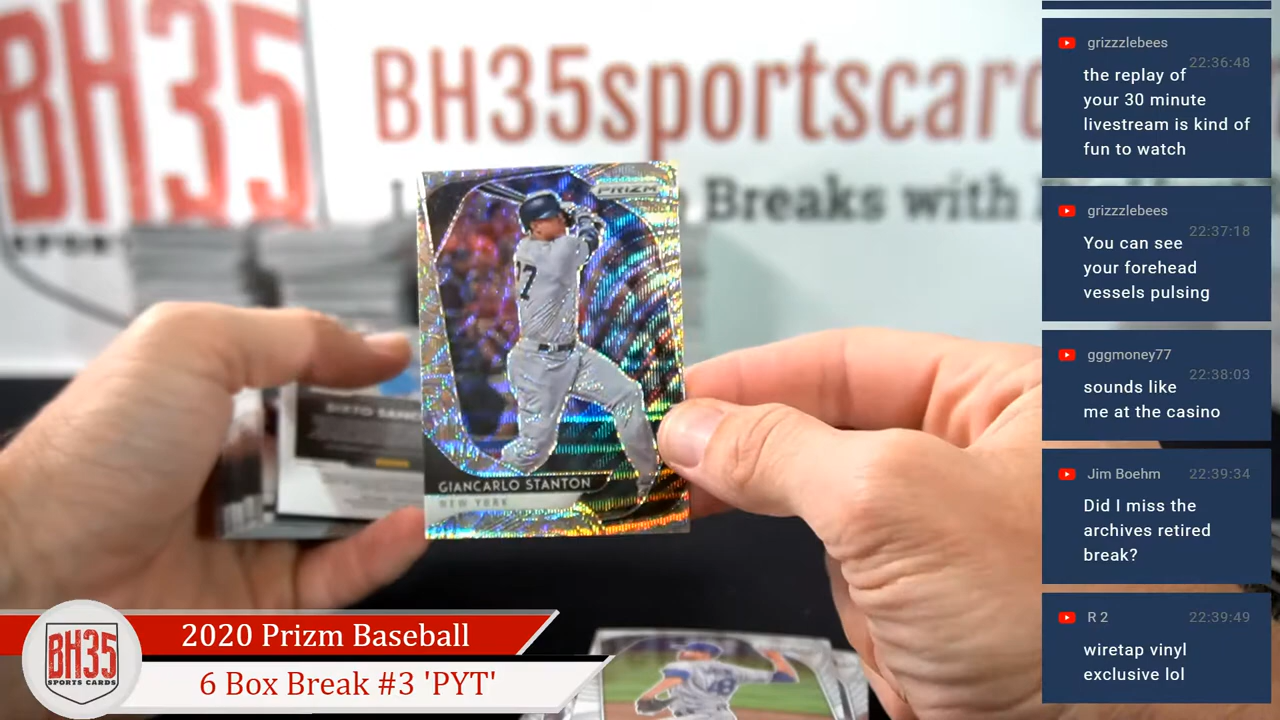 BH35
SPORTS
BH35sportscar
Breaks with
PRIZM
27
GIANCARLO STANTON
NEW YORK
SIXTO SANC
BH35
SPORTS CARDS
2020 Prizm Baseball
6 Box Break #3 'PYT'
grizzzlebees
22:36:48
the replay of
your 30 minute
livestream is kind of
fun to watch
grizzzlebees
22:37:18
You can see
your forehead
vessels pulsing
gggmoney77
22:38:03
sounds like
me at the casino
Jim Boehm
22:39:34
Did I miss the
archives retired
break?
R 2
22:39:49
wiretap vinyl
exclusive lol